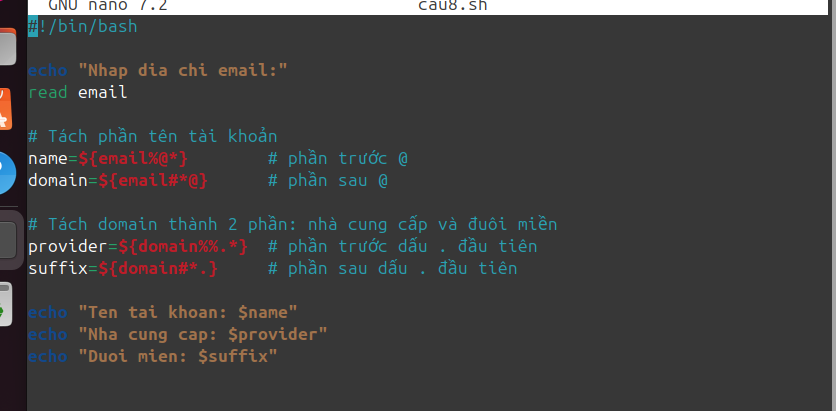 GNU nano 7.2 cau8.sh
#!/bin/bash
echo "Nhap dia chi email:"
read email
# Tách phần tên tài khoản
name=${email%@*} # phần trước @
domain=${email#*@} # phần sau @
# Tách domain thành 2 phần: nhà cung cấp và đuôi miền
provider=${domain%%.*} # phần trước dấu . đầu tiên
suffix=${domain#*.} # phần sau dấu . đầu tiên
echo "Ten tai khoan: $name"
echo "Nha cung cap: $provider"
echo "Duoi mien: $suffix"